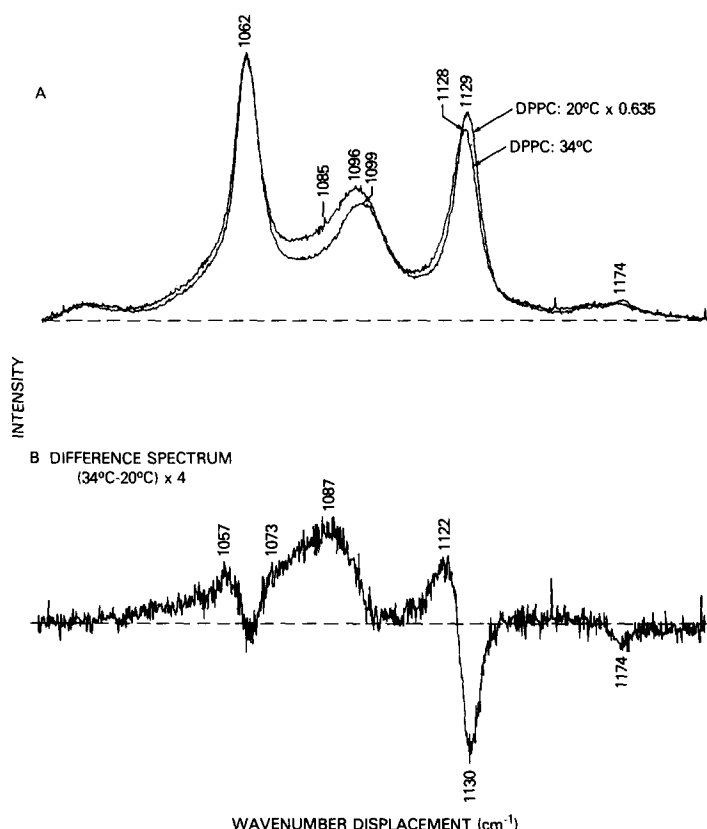 A
1062
1085
1096
1099
1128
1129
DPPC: 20°C x 0.635
DPPC: 34°C
1174
INTENSITY
B DIFFERENCE SPECTRUM
(34°C-20°C) x 4
1057
1073
1087
1122
1130
1174
WAVENUMBER DISPLACEMENT (cm⁻¹)